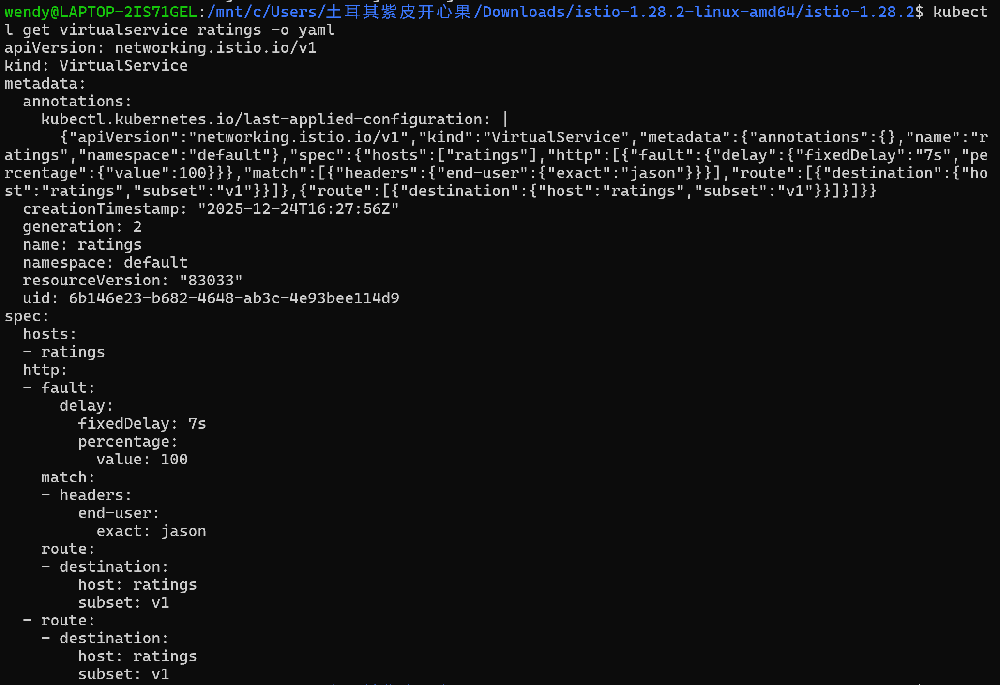 wendy@LAPTOP-2IS71GEL:/mnt/c/Users/土耳其紫皮开心果/Downloads/istio-1.28.2-linux-amd64/istio-1.28.2$ kubect
l get virtualservice ratings -o yaml
apiVersion: networking.istio.io/v1
kind: VirtualService
metadata:
  annotations:
    kubectl.kubernetes.io/last-applied-configuration: |
      {"apiVersion":"networking.istio.io/v1","kind":"VirtualService","metadata":{"annotations":{},"name":"r
atings","namespace":"default"},"spec":{"hosts":["ratings"],"http":[{"fault":{"delay":{"fixedDelay":"7s","pe
rcentage":{"value":100}}},"match":[{"headers":{"end-user":{"exact":"jason"}}}],"route":[{"destination":{"ho
st":"ratings","subset":"v1"}}]},{"route":[{"destination":{"host":"ratings","subset":"v1"}}]}]}}
  creationTimestamp: "2025-12-24T16:27:56Z"
  generation: 2
  name: ratings
  namespace: default
  resourceVersion: "83033"
  uid: 6b146e23-b682-4648-ab3c-4e93bee114d9
spec:
  hosts:
  - ratings
  http:
  - fault:
      delay:
        fixedDelay: 7s
        percentage:
          value: 100
    match:
    - headers:
        end-user:
          exact: jason
    route:
    - destination:
        host: ratings
        subset: v1
  - route:
    - destination:
        host: ratings
        subset: v1